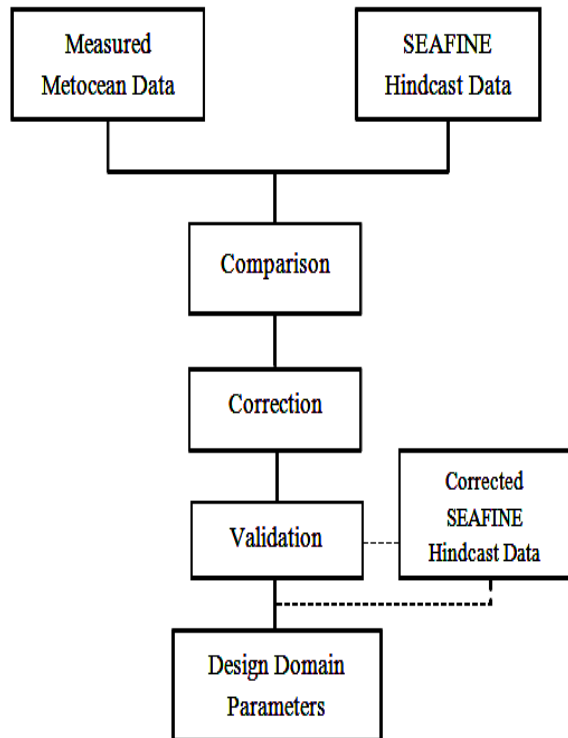 Measured
Metocean Data
SEAFINE
Hindcast Data
Comparison
Correction
Validation
Corrected
SEAFINE
Hindcast Data
Design Domain
Parameters